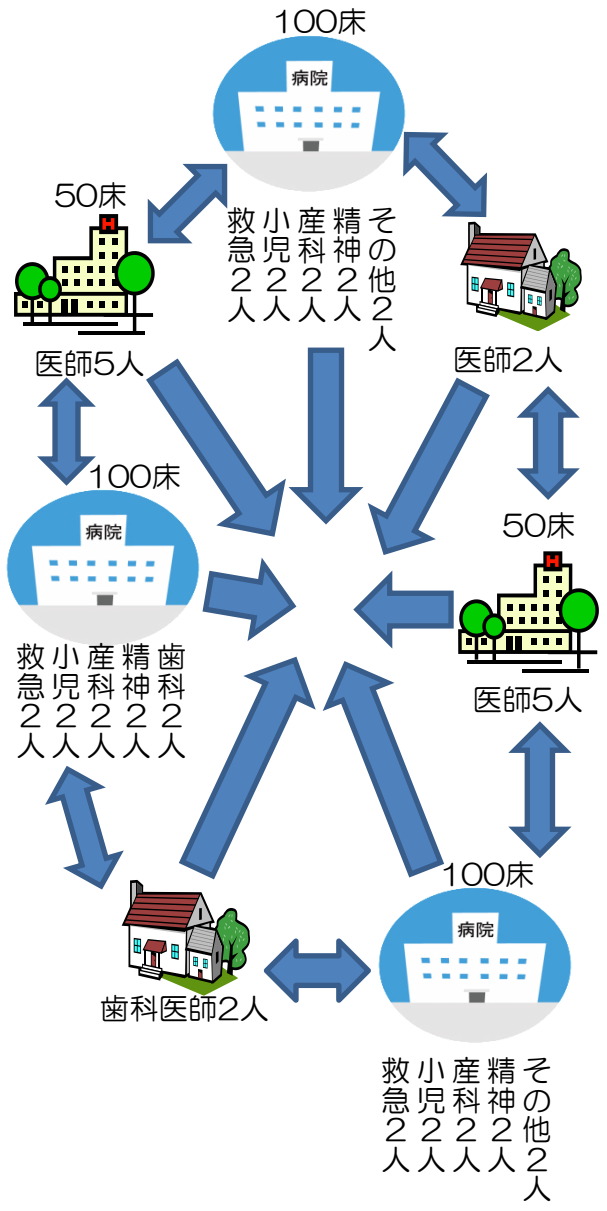 100床
病院
50床
救急2人
小児2人
産科2人
精神2人
その他2人
医師5人
医師2人
100床
病院
50床
救急2人
小児2人
産科2人
精神2人
歯科2人
医師5人
100床
病院
歯科医師2人
救急2人
小児2人
産科2人
精神2人
その他2人